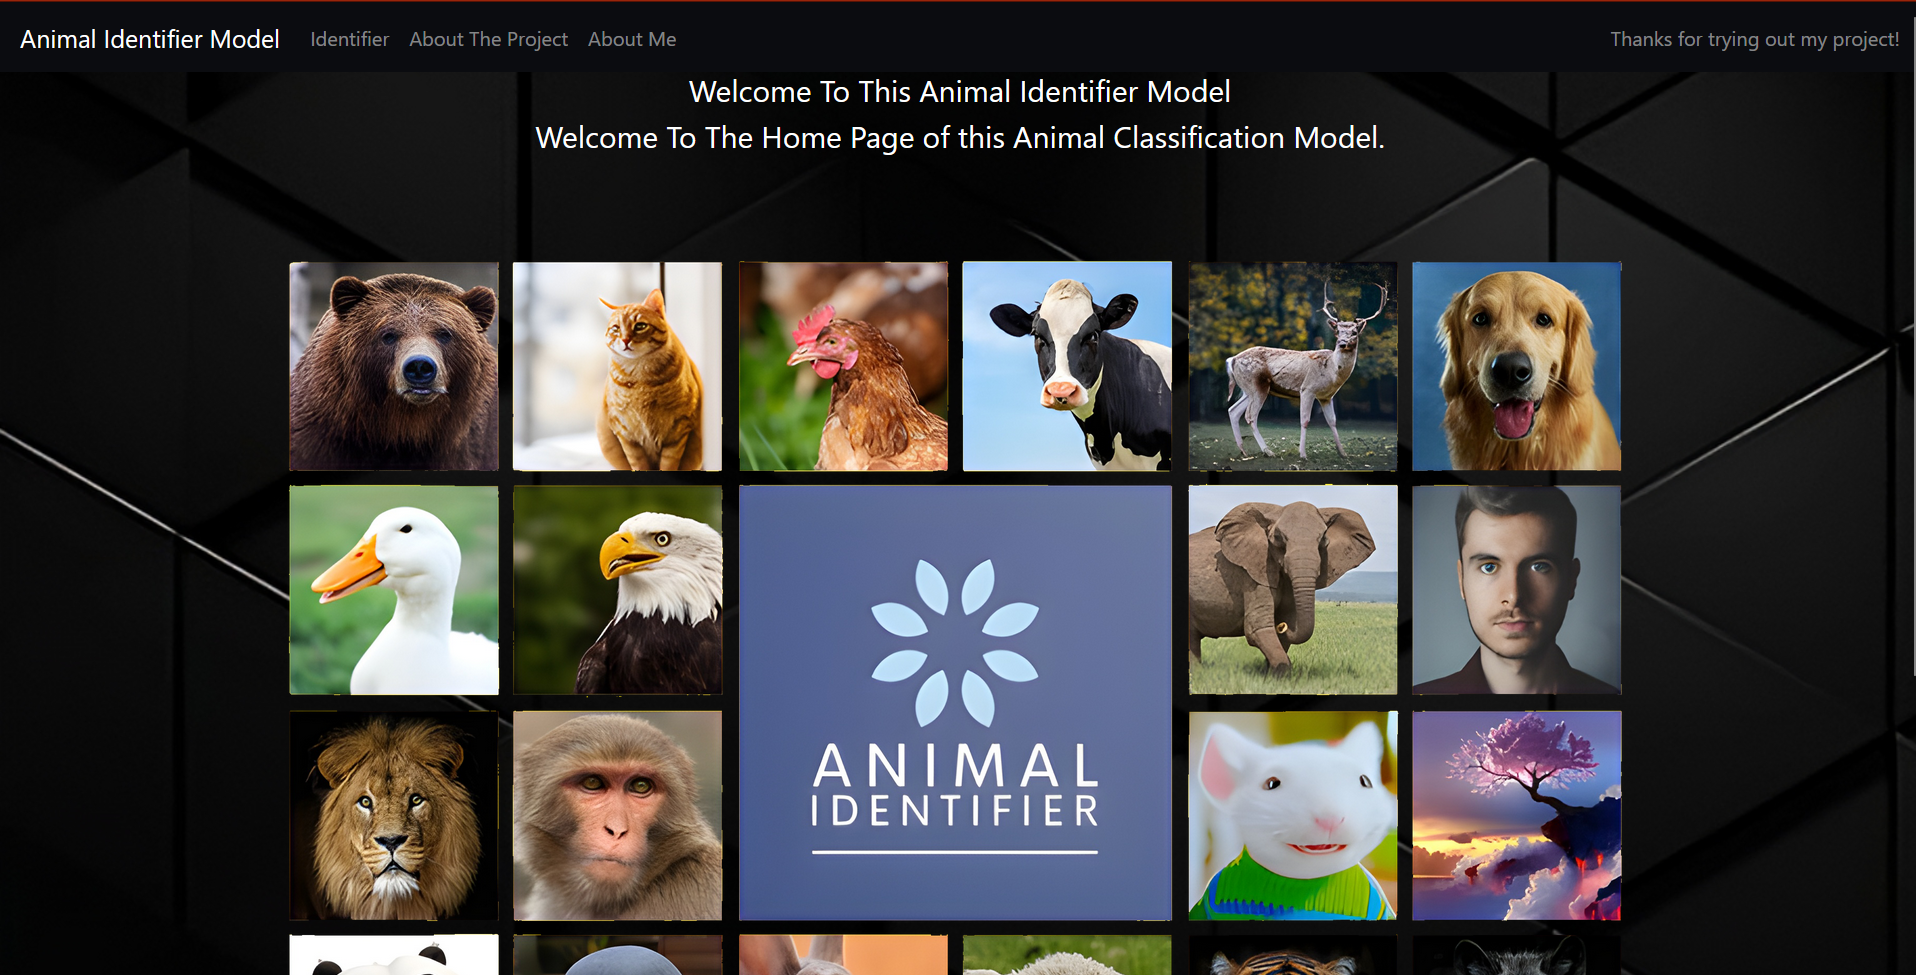 Animal Identifier Model
Identifier
About The Project
About Me
Thanks for trying out my project!
Welcome To This Animal Identifier Model
Welcome To The Home Page of this Animal Classification Model.
ANIMAL
IDENTIFIER